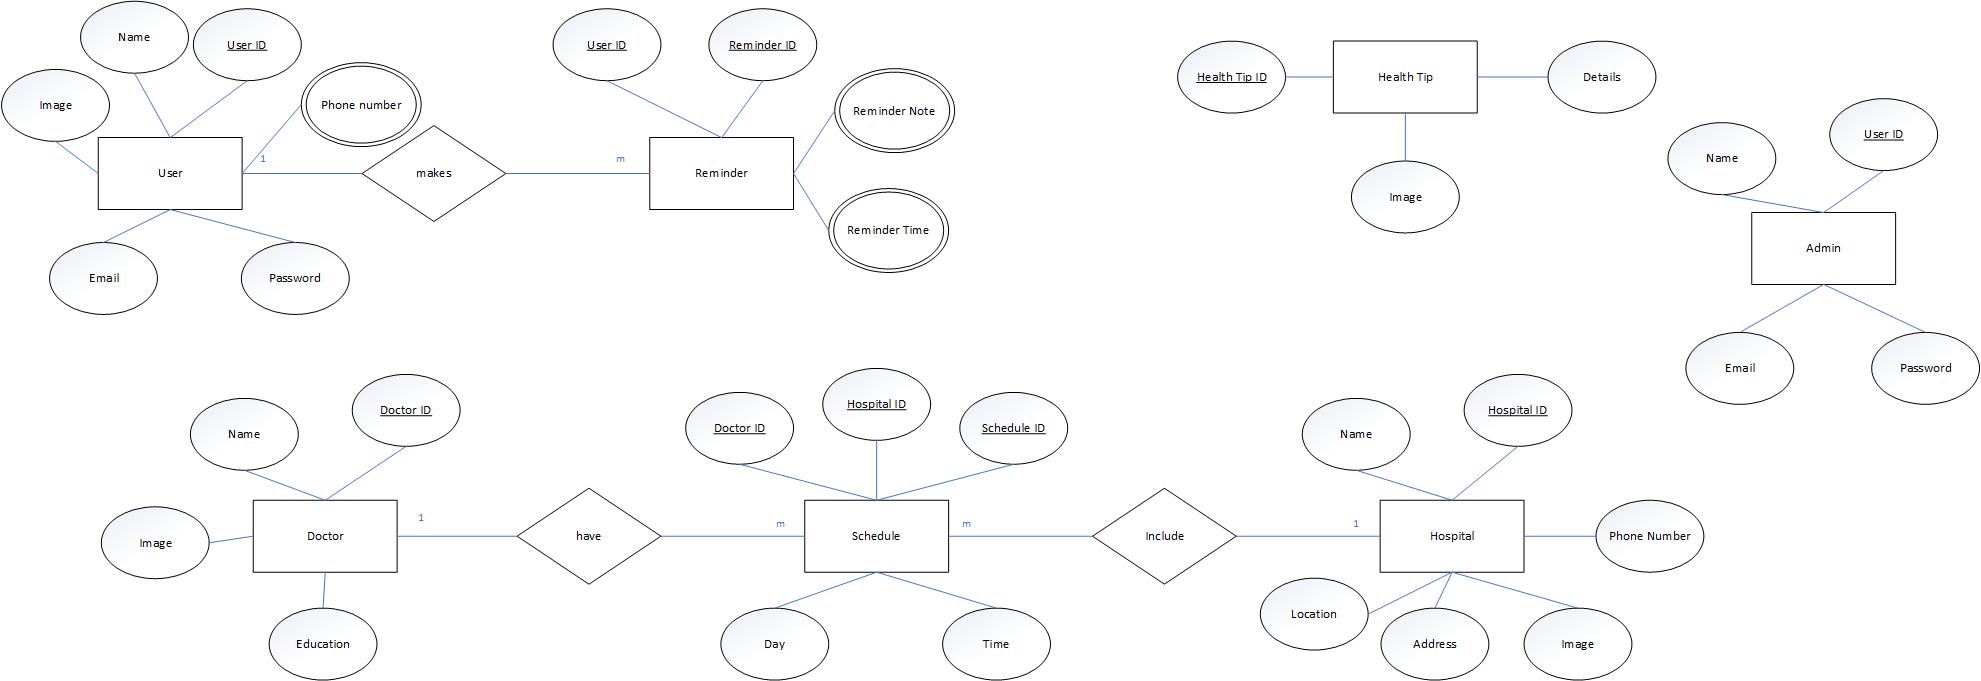 Name
User ID
Image
Phone number
1
User
makes
m
Email
Password
User ID
Reminder ID
Reminder Note
Reminder
Reminder Time
Health Tip ID
Health Tip
Details
Image
Name
User ID
Admin
Email
Password
Name
Doctor ID
Image
Doctor
1
have
m
Education
Doctor ID
Hospital ID
Schedule ID
Schedule
m
Include
1
Day
Time
Name
Hospital ID
Hospital
Phone Number
Location
Address
Image